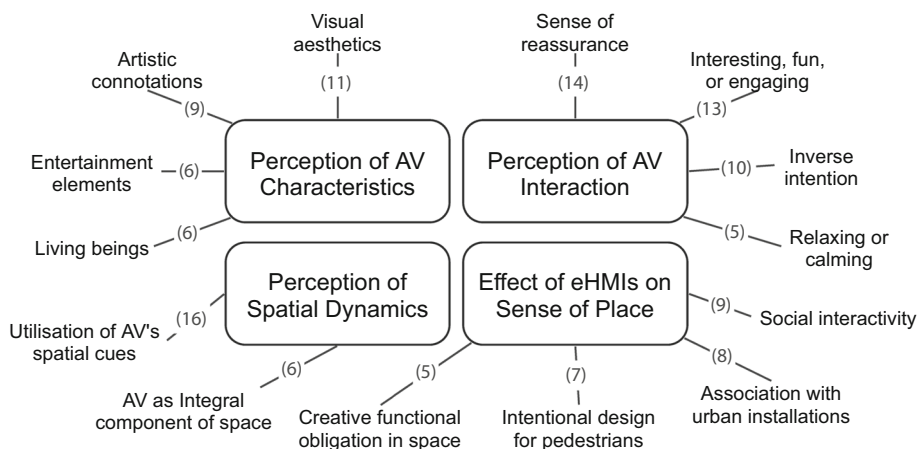 Visual
aesthetics
(11)
Artistic
connotations
(9)
Entertainment
elements
(6)
Living beings
(6)
Perception of AV
Characteristics
Sense of
reassurance
(14)
Interesting, fun,
or engaging
(13)
Inverse
intention
(10)
Relaxing or
calming
(5)
Perception of AV
Interaction
Perception of
Spatial Dynamics
(16)
Utilisation of AV's
spatial cues
(6)
AV as Integral
component of space
Effect of eHMIs on
Sense of Place
(9)
Social interactivity
(8)
Association with
urban installations
(7)
Intentional design
for pedestrians
(5)
Creative functional
obligation in space